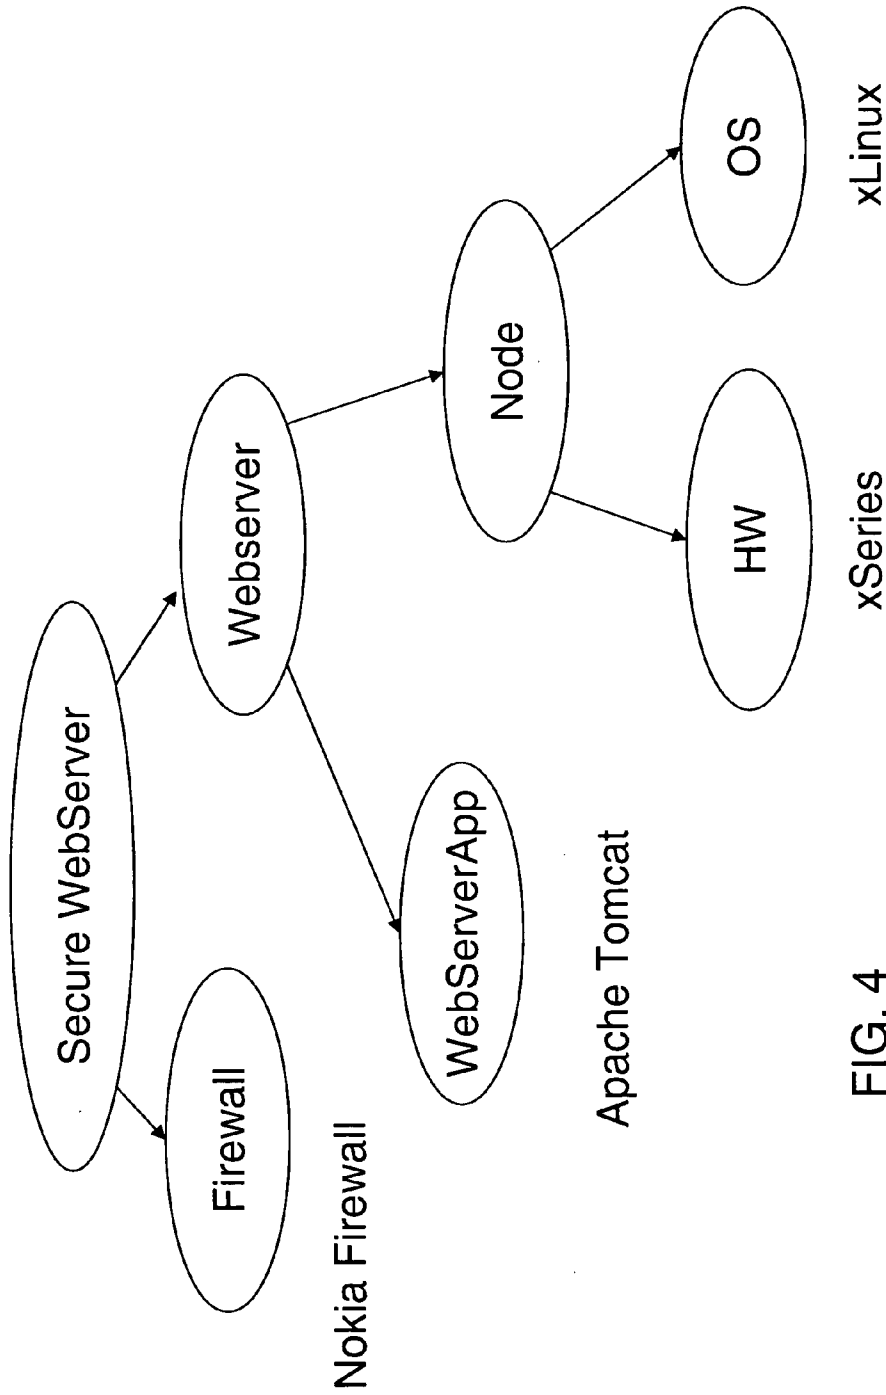 Secure WebServer
Firewall
Webserver
Nokia Firewall
WebServerApp
Node
Apache Tomcat
HW
OS
xSeries
xLinux
FIG. 4